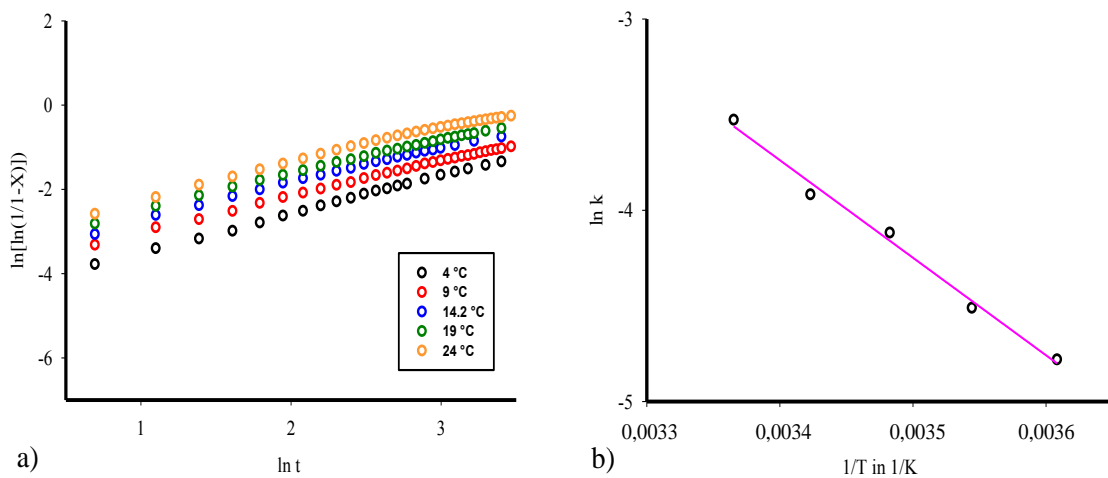 2
0
-2
-4
-6
ln[ln(1/1-X)])
4 °C
9 °C
14.2 °C
19 °C
24 °C
1
2
3
ln t
a)
-3
-4
-5
ln k
0,0033
0,0034
0,0035
0,0036
1/T in 1/K
b)